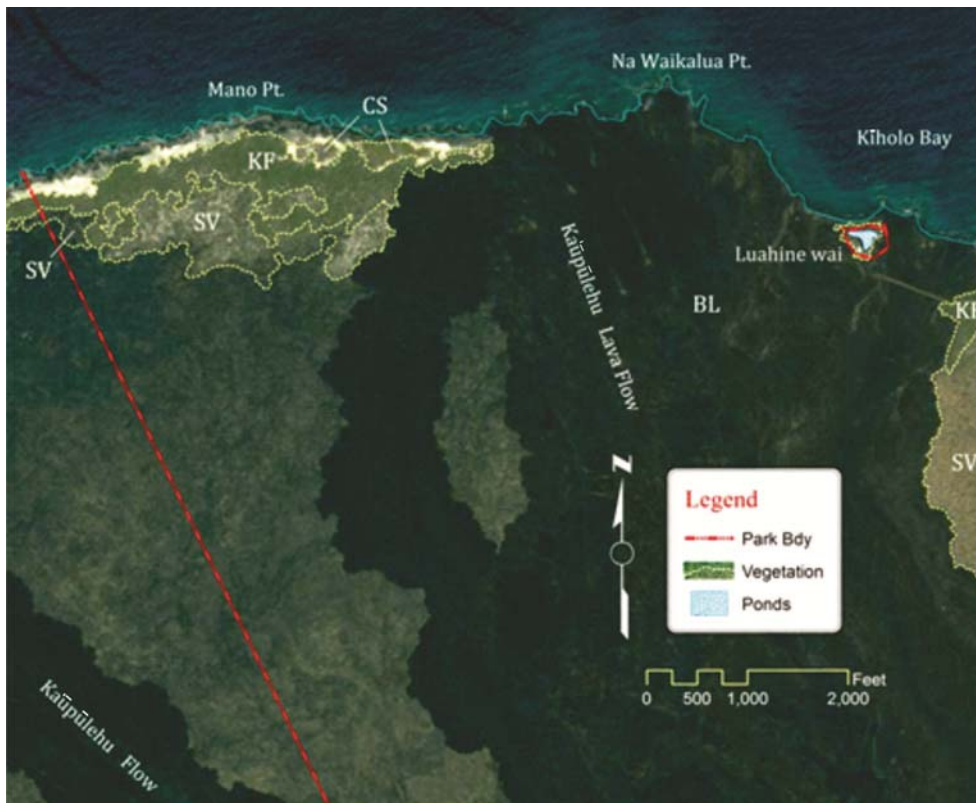 Na Waikalua Pt.
Mano Pt.
CS
Kīholo Bay
KF
SV
SV
Luahine wai
BL
KF
Kaūpūlehu Lava Flow
SV
N
Legend
Park Bdy
Vegetation
Ponds
Feet
0 500 1,000 2,000
Kaūpūlehu Flow